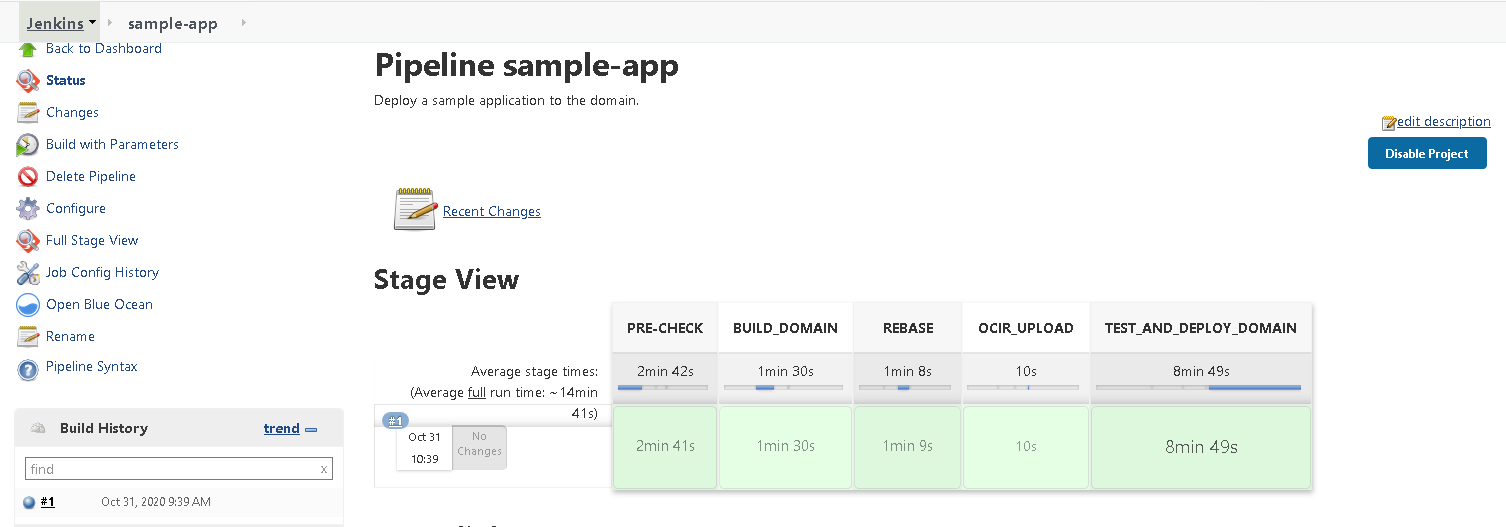 Jenkins sample-app
Back to Dashboard
Status
Changes
Build with Parameters
Delete Pipeline
Configure
Full Stage View
Job Config History
Open Blue Ocean
Rename
Pipeline Syntax
Build History trend
find x
#1 Oct 31, 2020 9:39 AM
Pipeline sample-app
Deploy a sample application to the domain.
edit description
Disable Project
Recent Changes
Stage View
PRE-CHECK BUILD_DOMAIN REBASE OCIR_UPLOAD TEST_AND_DEPLOY_DOMAIN
Average stage times: 2min 42s 1min 30s 1min 8s 10s 8min 49s
(Average full run time: ~14min
41s)
#1
Oct 31
10:39
No
Changes
2min 41s 1min 30s 1min 9s 10s 8min 49s